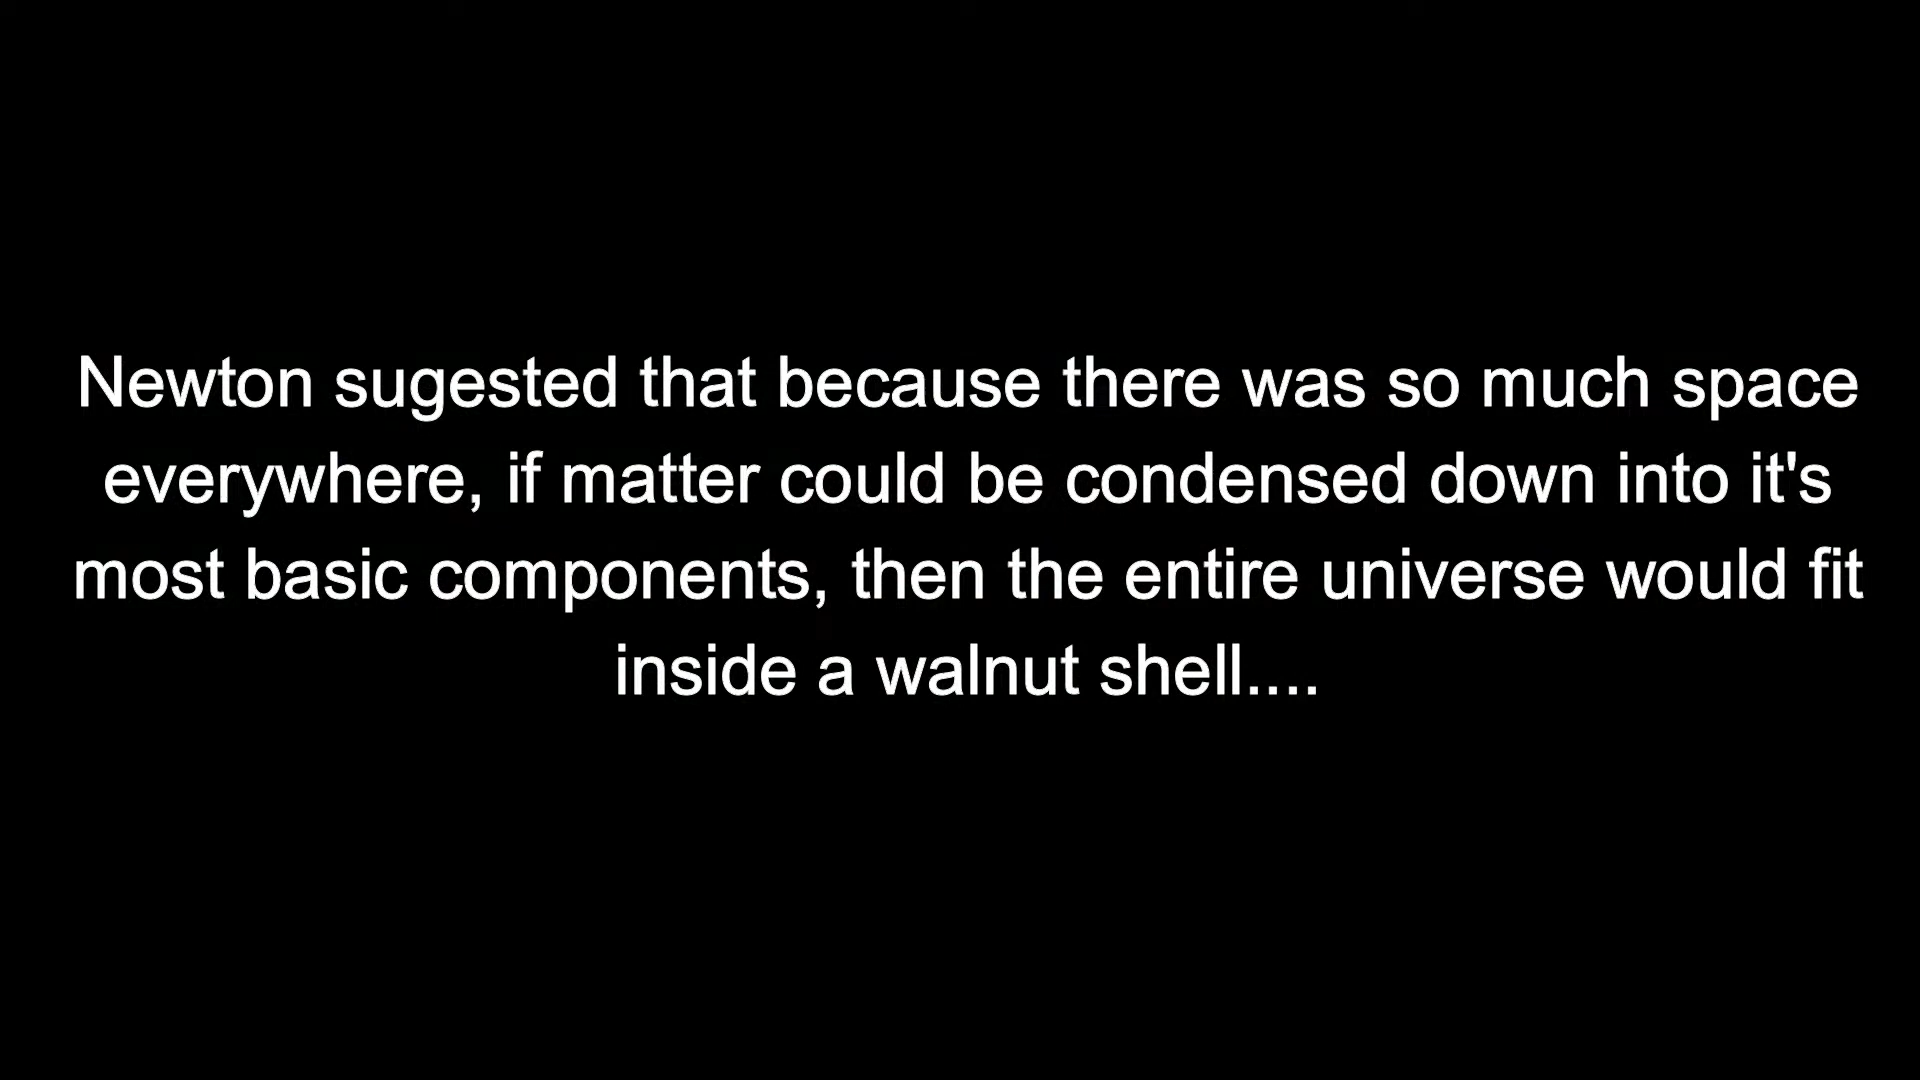 Newton sugested that because there was so much space
everywhere, if matter could be condensed down into it's
most basic components, then the entire universe would fit
inside a walnut shell....